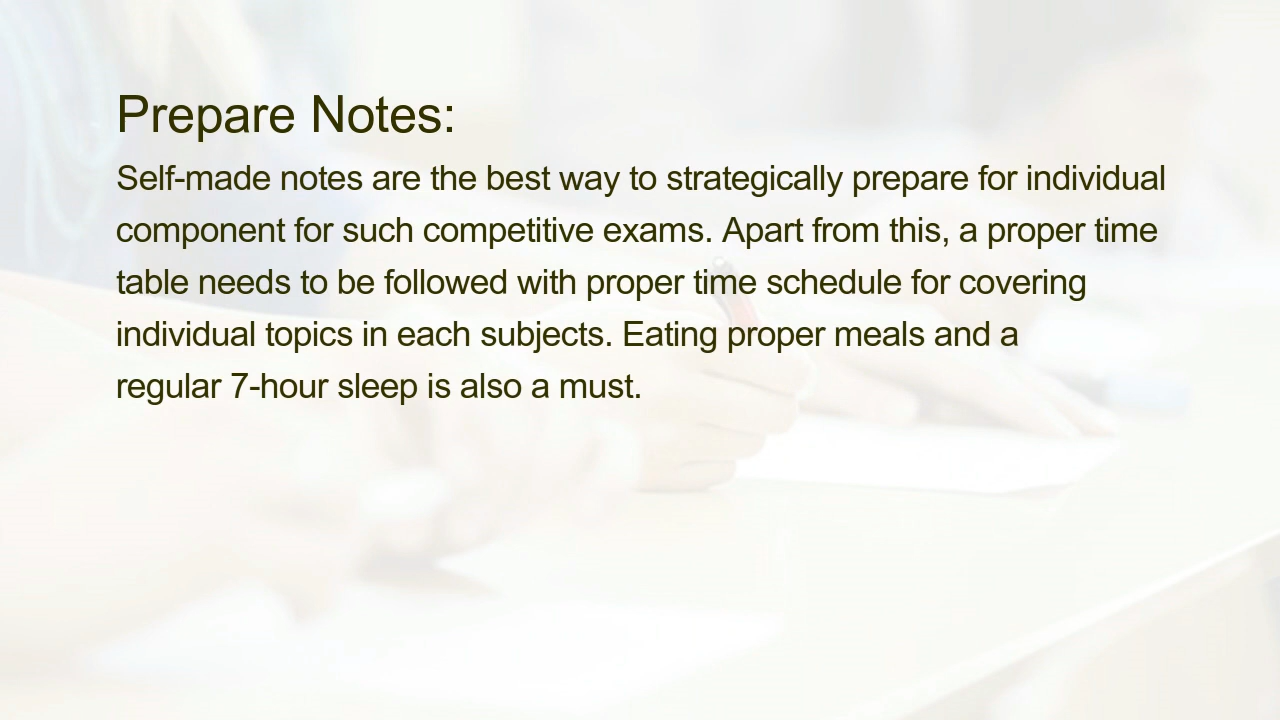 Prepare Notes:
Self-made notes are the best way to strategically prepare for individual
component for such competitive exams. Apart from this, a proper time
table needs to be followed with proper time schedule for covering
individual topics in each subjects. Eating proper meals and a
regular 7-hour sleep is also a must.